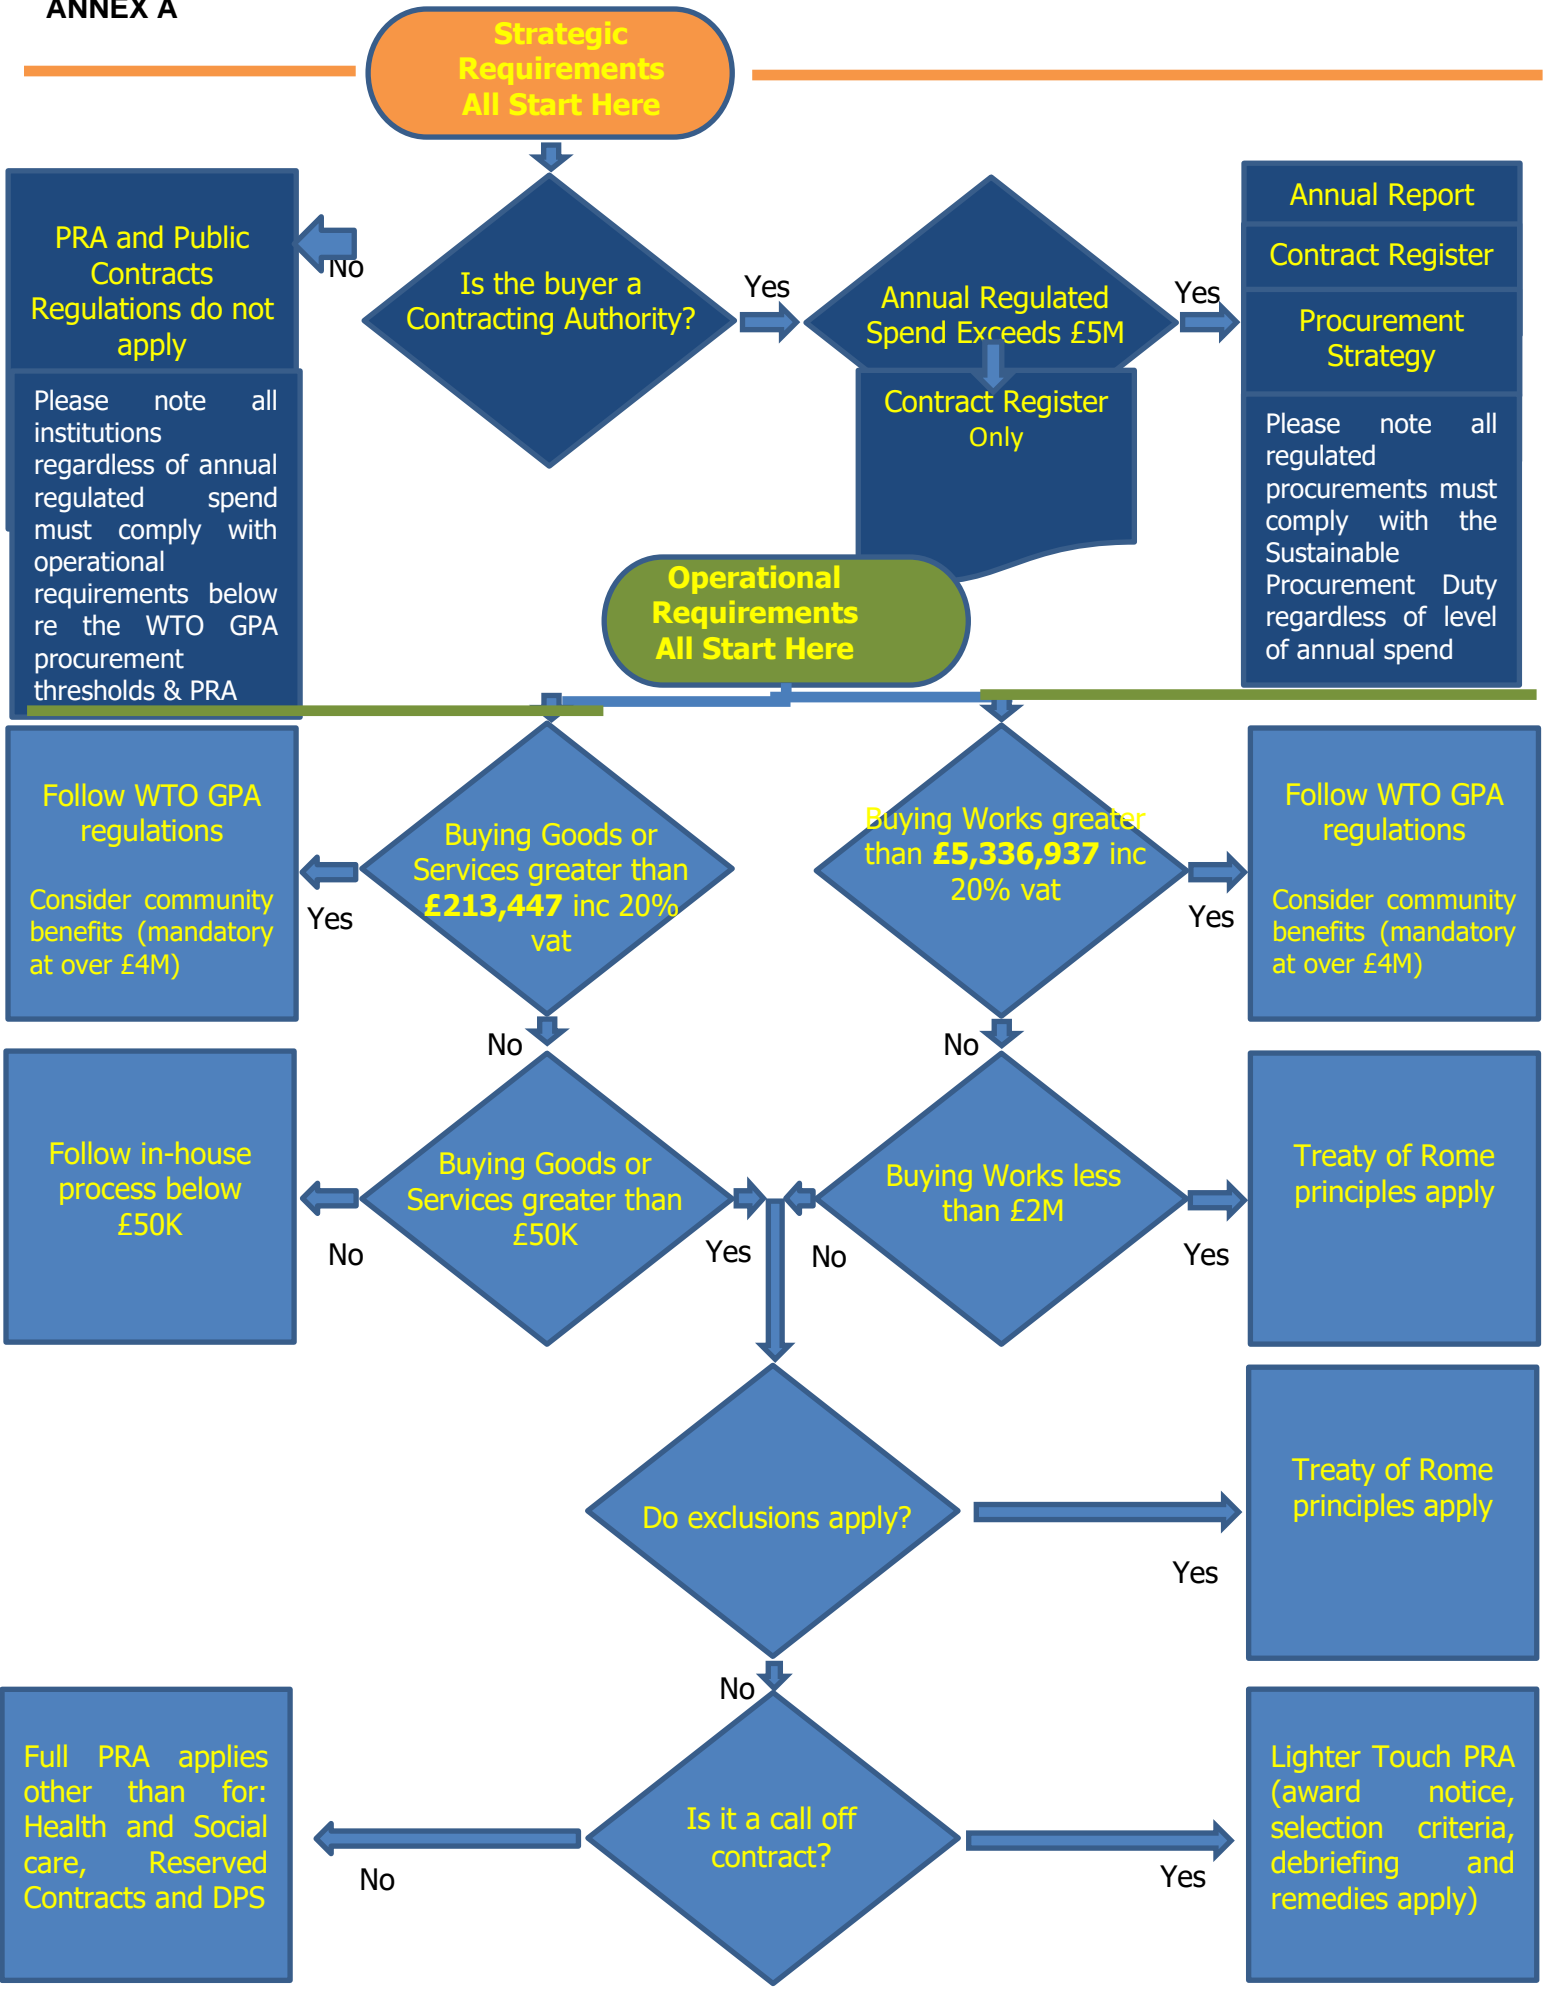 ANNEX A
Strategic
Requirements
All Start Here
PRA and Public
Contracts
Regulations do not
apply
No
Is the buyer a
Contracting Authority?
Yes
Annual Regulated
Spend Exceeds £5M
Yes
Annual Report
Contract Register
Procurement
Strategy
Please note all
institutions
regardless of annual
regulated spend
must comply with
operational
requirements below
re the WTO GPA
procurement
thresholds & PRA
Contract Register
Only
Please note all
regulated
procurements must
comply with the
Sustainable
Procurement Duty
regardless of level
of annual spend
Operational
Requirements
All Start Here
Follow WTO GPA
regulations
Consider community
benefits (mandatory
at over £4M)
Yes
Buying Goods or
Services greater than
£213,447 inc 20%
vat
Buying Works greater
than £5,336,937 inc
20% vat
Yes
Follow WTO GPA
regulations
Consider community
benefits (mandatory
at over £4M)
No
No
Follow in-house
process below
£50K
No
Buying Goods or
Services greater than
£50K
Yes
No
Buying Works less
than £2M
Yes
Treaty of Rome
principles apply
Do exclusions apply?
Yes
Treaty of Rome
principles apply
No
Full PRA applies
other than for:
Health and Social
care, Reserved
Contracts and DPS
No
Is it a call off
contract?
Yes
Lighter Touch PRA
(award notice,
selection criteria,
debriefing and
remedies apply)